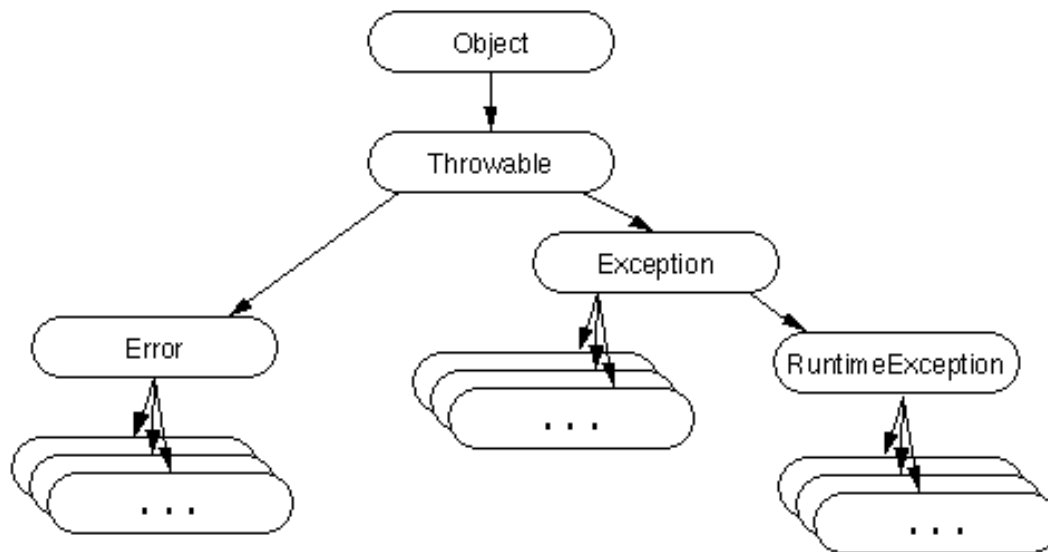 Object
Throwable
Exception
Error
RuntimeException
. . .
. . .
. . .